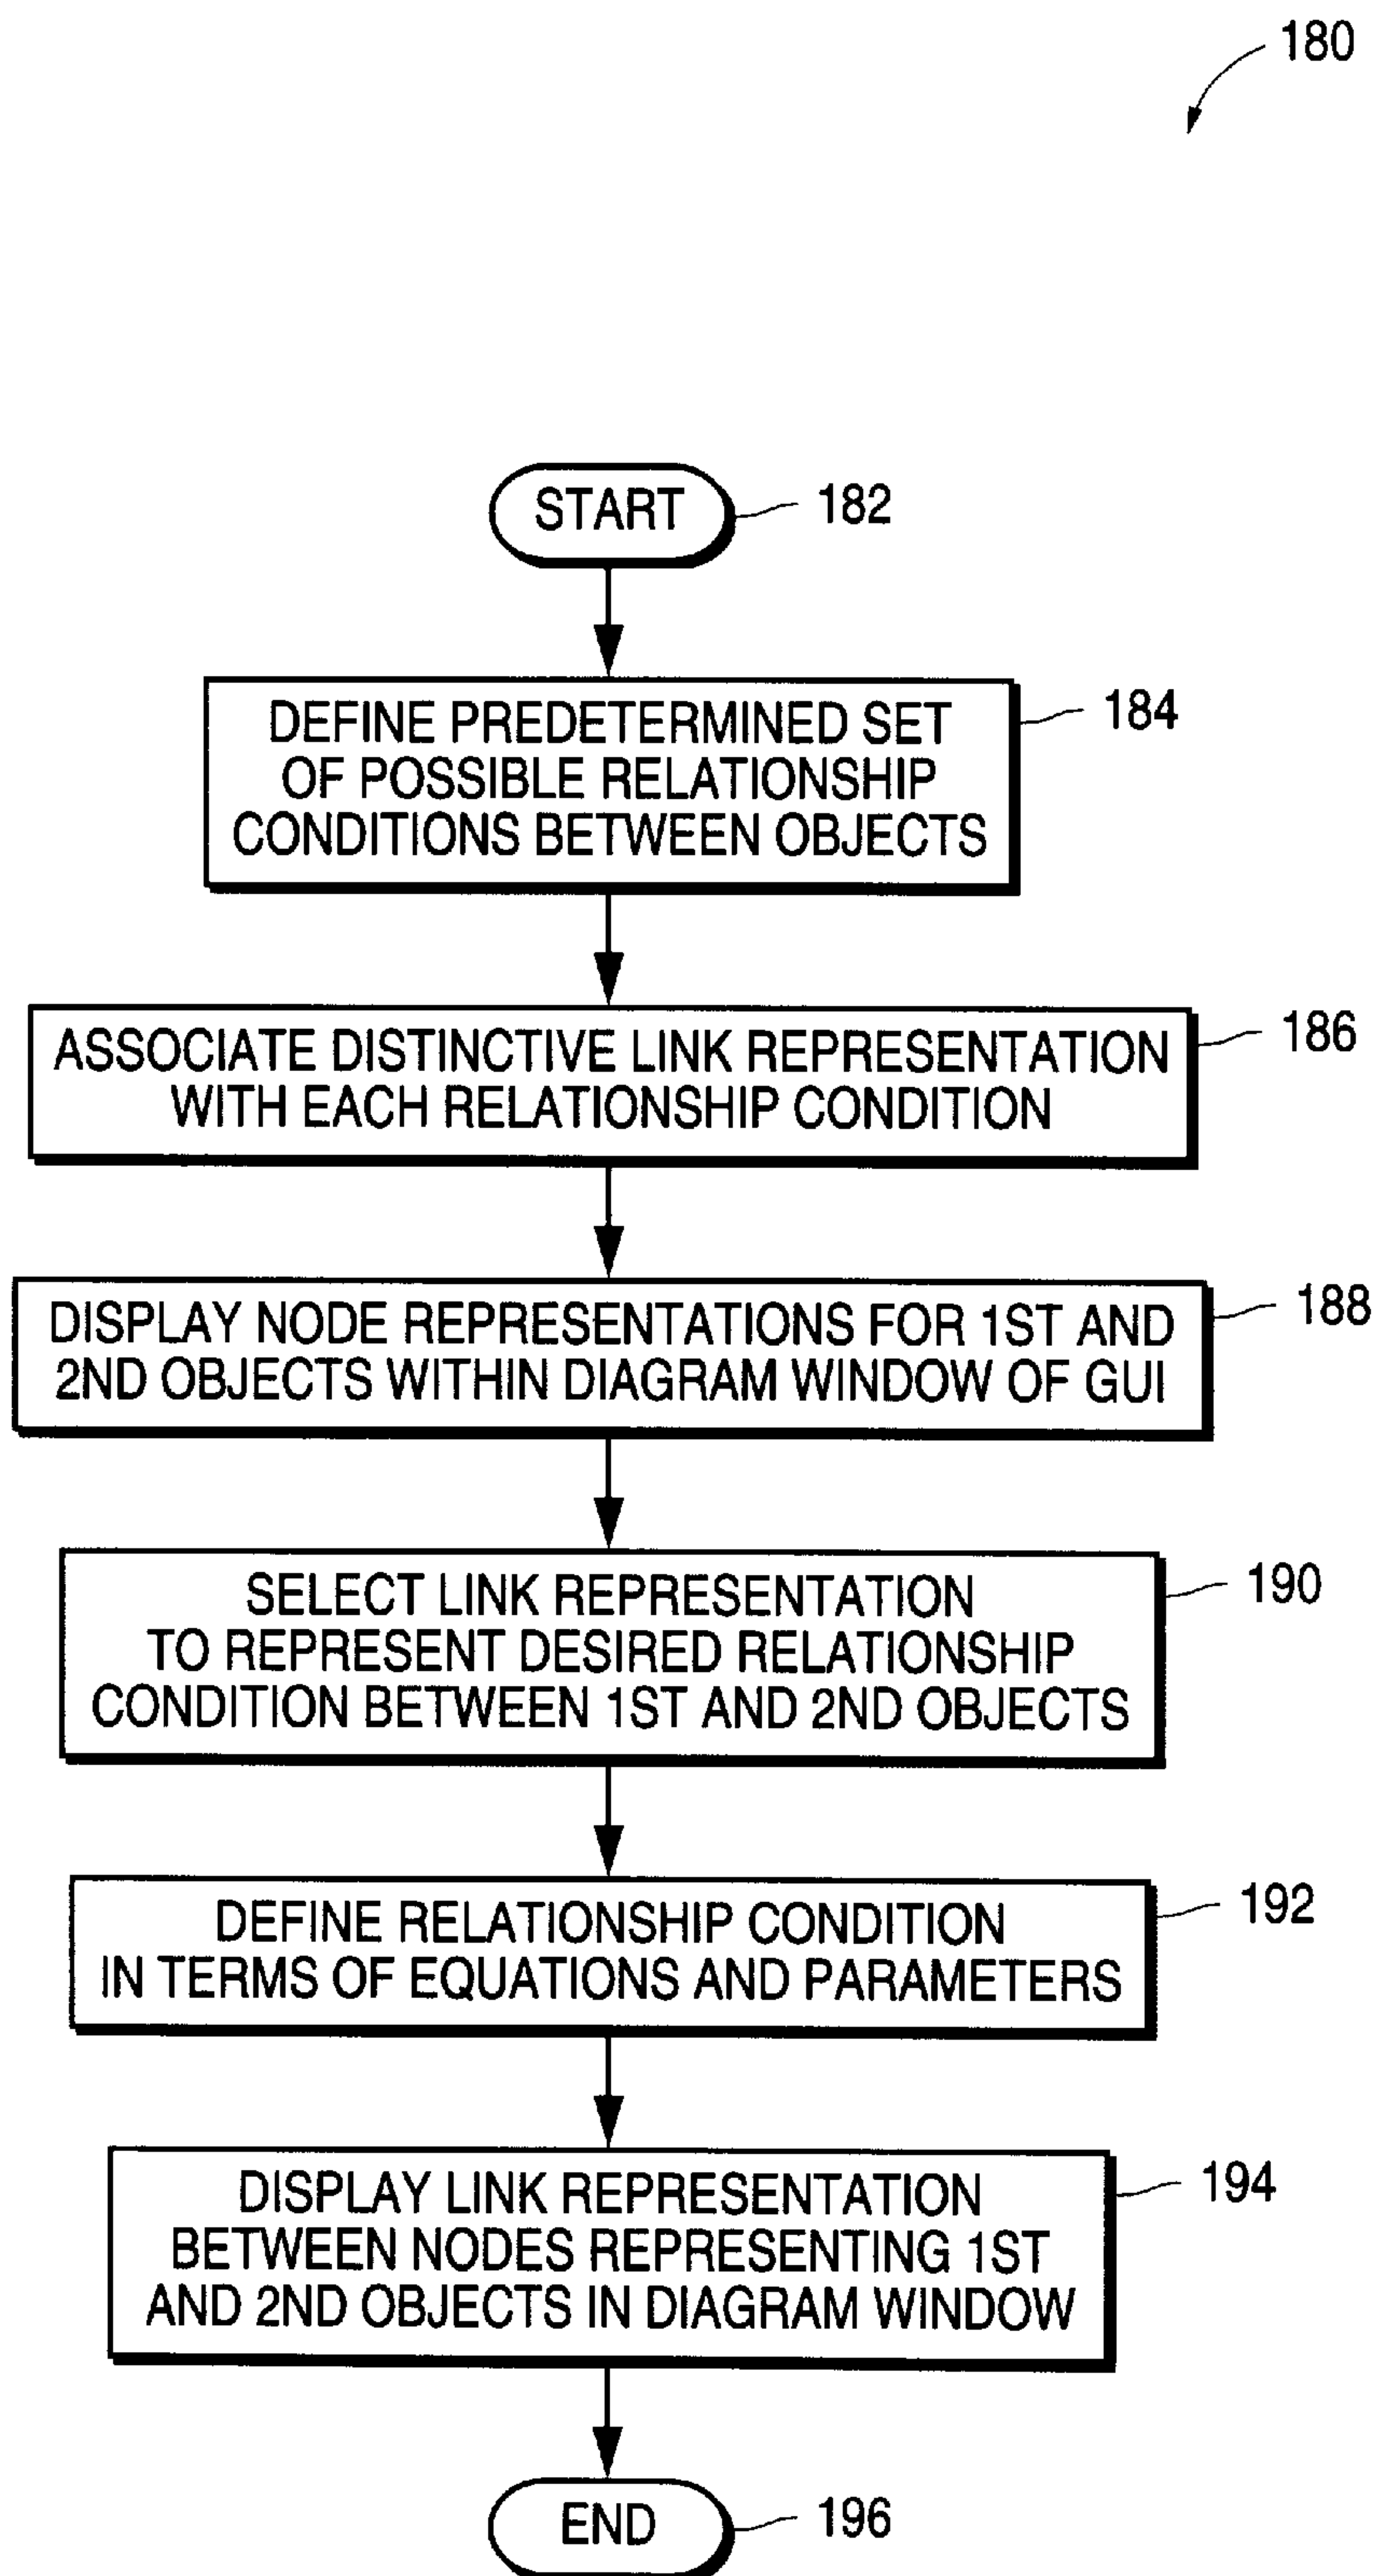 180
START
182
DEFINE PREDETERMINED SET
OF POSSIBLE RELATIONSHIP
CONDITIONS BETWEEN OBJECTS
184
ASSOCIATE DISTINCTIVE LINK REPRESENTATION
WITH EACH RELATIONSHIP CONDITION
186
DISPLAY NODE REPRESENTATIONS FOR 1ST AND
2ND OBJECTS WITHIN DIAGRAM WINDOW OF GUI
188
SELECT LINK REPRESENTATION
TO REPRESENT DESIRED RELATIONSHIP
CONDITION BETWEEN 1ST AND 2ND OBJECTS
190
DEFINE RELATIONSHIP CONDITION
IN TERMS OF EQUATIONS AND PARAMETERS
192
DISPLAY LINK REPRESENTATION
BETWEEN NODES REPRESENTING 1ST
AND 2ND OBJECTS IN DIAGRAM WINDOW
194
END
196